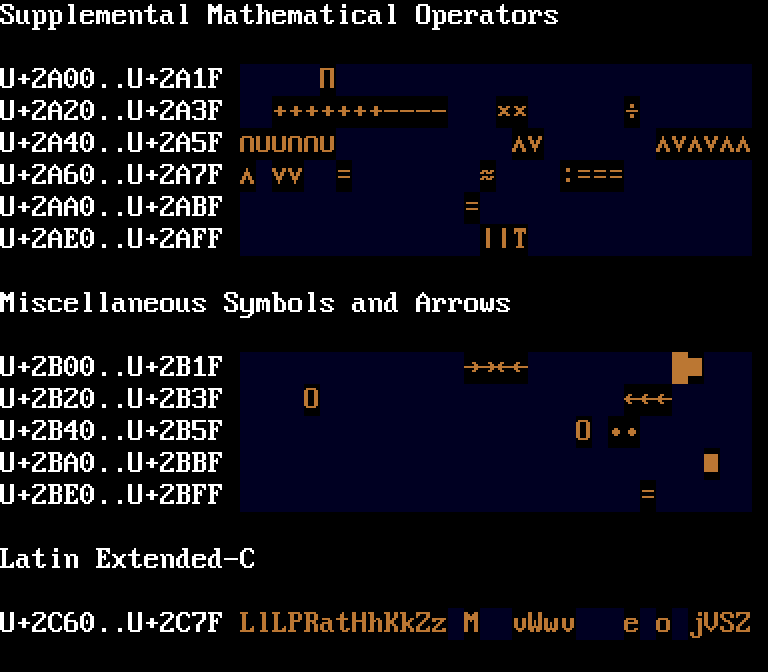 Supplemental Mathematical Operators
U+2A00..U+2A1F Π
U+2A20..U+2A3F +++++++---- ×× ÷
U+2A40..U+2A5F ∩∪∪∩∩∪ ∧∨ ∧∨∧∨∧∧
U+2A60..U+2A7F ∧ ∨∨ = ≈ :===
U+2AA0..U+2ABF =
U+2AE0..U+2AFF ||T
Miscellaneous Symbols and Arrows
U+2B00..U+2B1F →→←← █■
U+2B20..U+2B3F O ←←←
U+2B40..U+2B5F O ••
U+2BA0..U+2BBF ■
U+2BE0..U+2BFF =
Latin Extended-C
U+2C60..U+2C7F LlLPRatHhKkZz M vWwv e o jVSZ